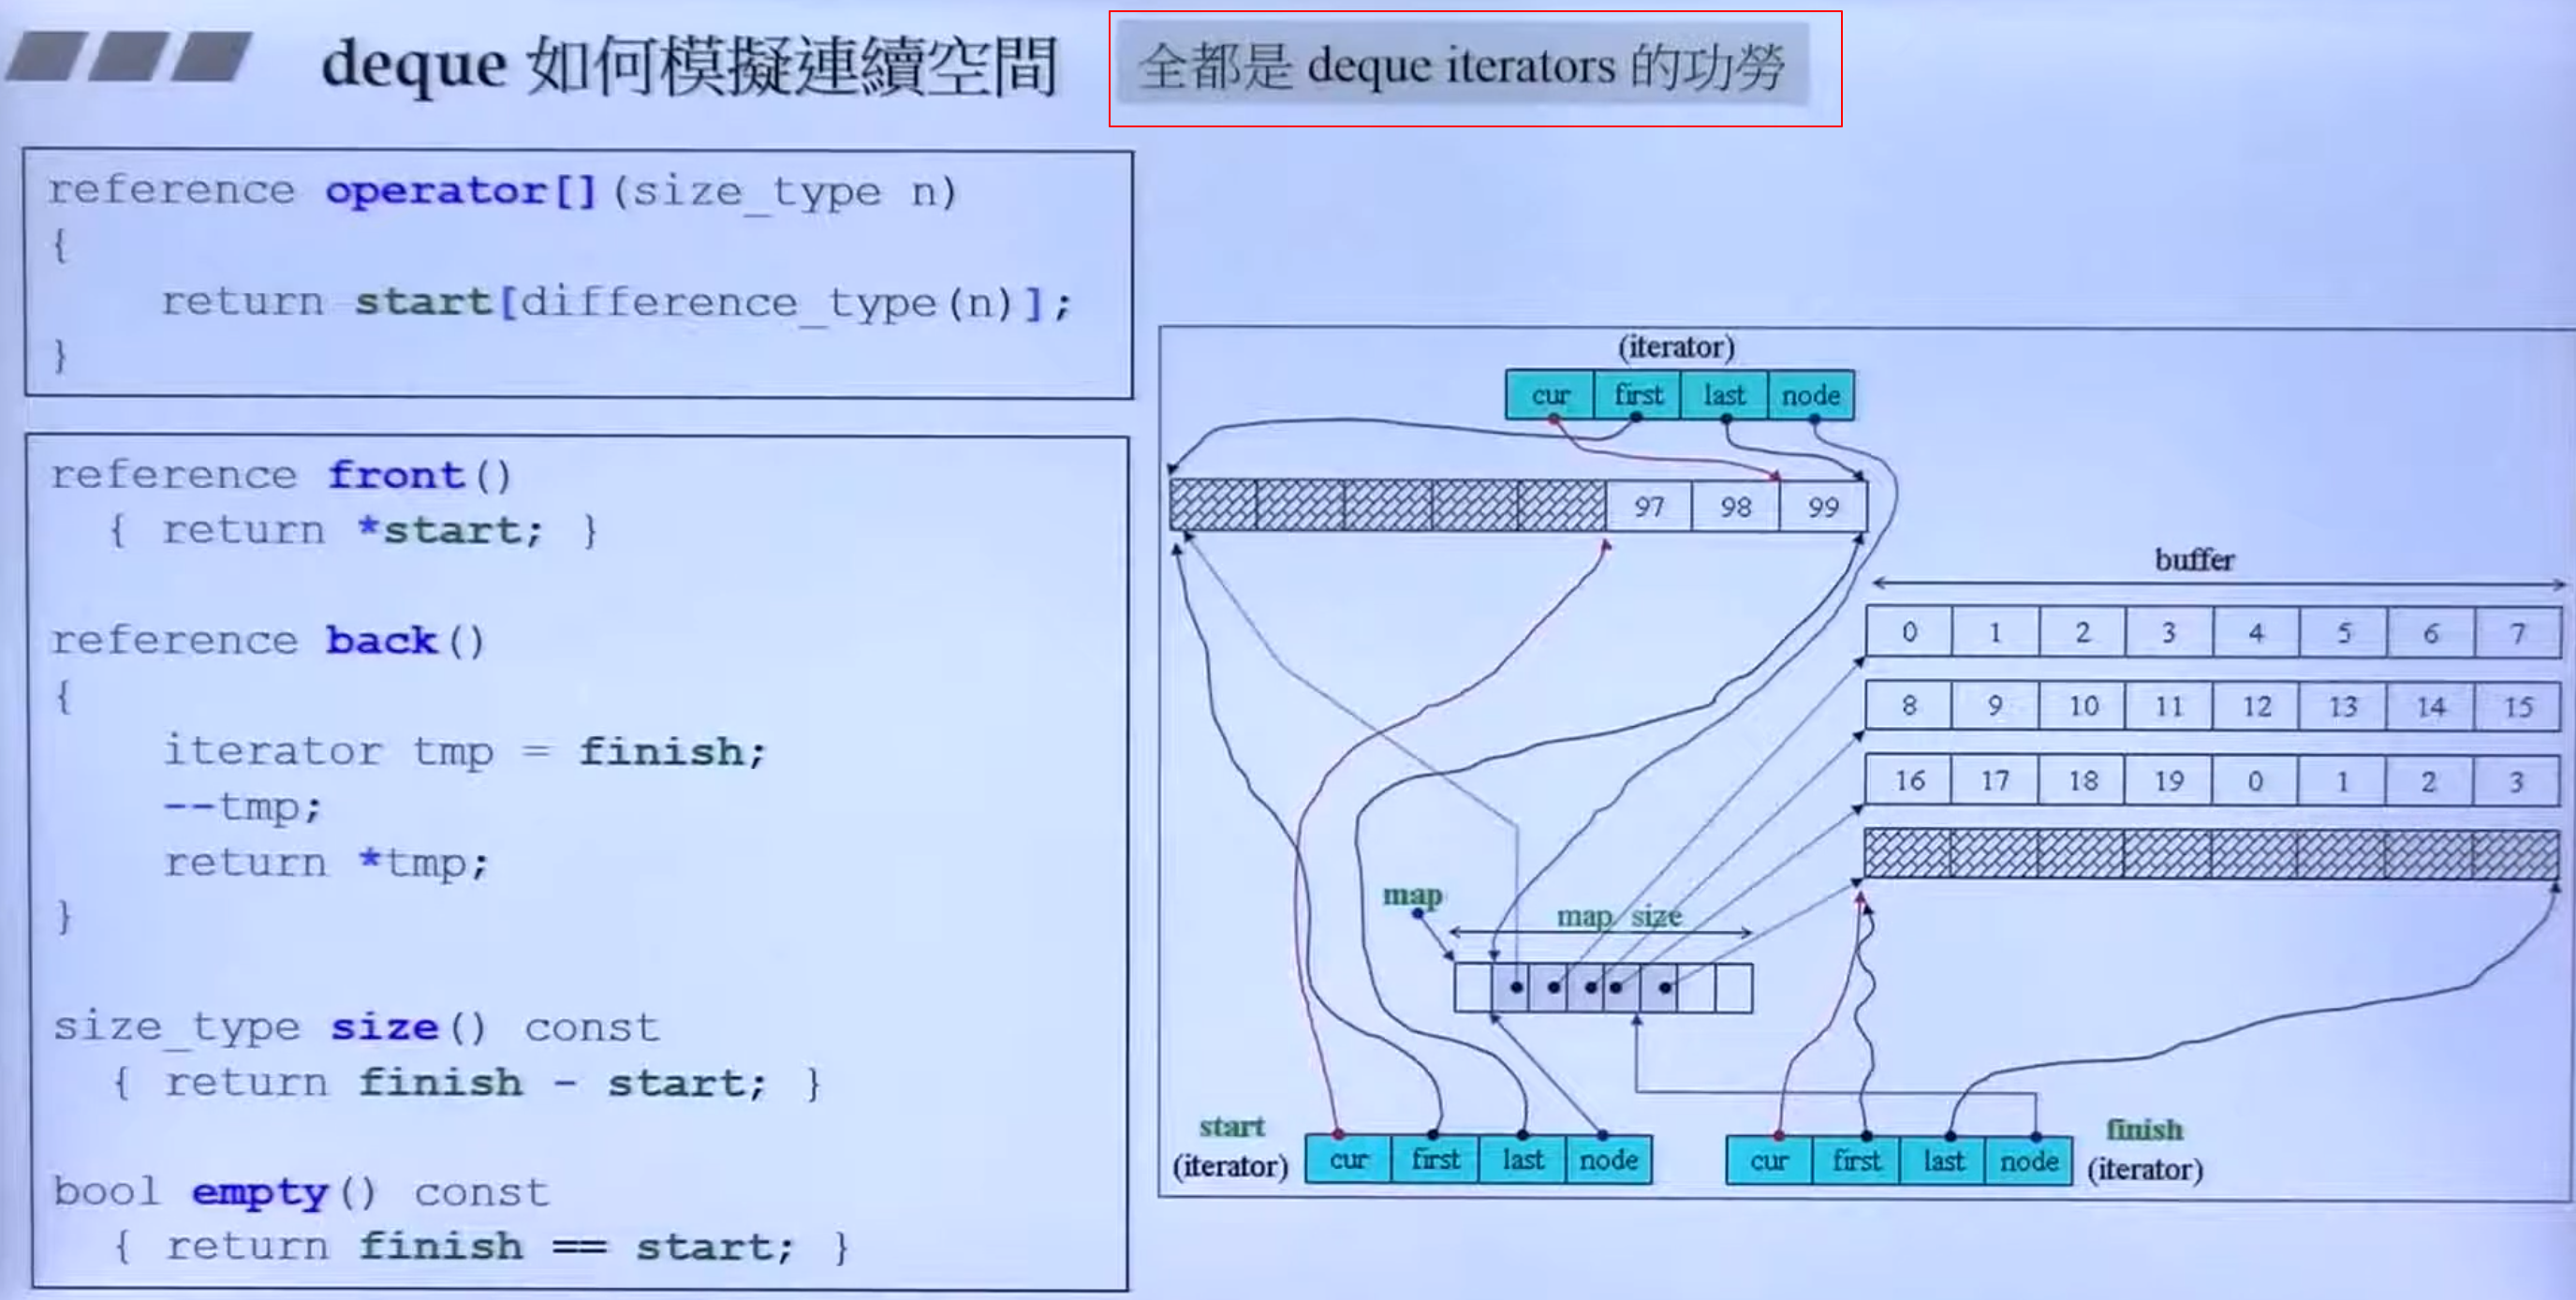 deque 如何模擬連續空間 全都是 deque iterators 的功勞
reference operator[](size_type n)
{
return start[difference_type(n)];
}
reference front()
{ return *start; }
reference back()
{
iterator tmp = finish;
--tmp;
return *tmp;
}
size_type size() const
{ return finish - start; }
bool empty() const
{ return finish == start; }
(iterator)
cur first last node
97 98 99
buffer
0 1 2 3 4 5 6 7
8 9 10 11 12 13 14 15
16 17 18 19 0 1 2 3
map
map_size
start
(iterator)
cur first last node
cur first last node
finish
(iterator)